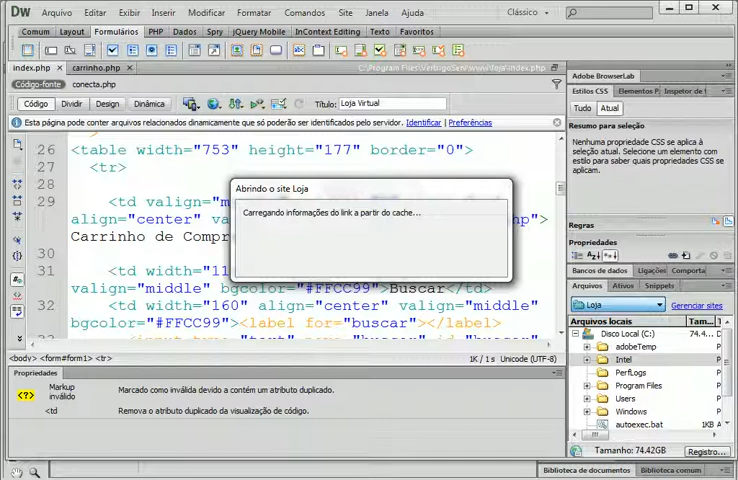 Dw Arquivo Editar Exibir Inserir Modificar Formatar Comandos Site Janela Ajuda Clássico
Comum Layout Formulários PHP Dados Spry jQuery Mobile InContext Editing Texto Favoritos
index.php × carrinho.php ×
Código-fonte conecta.php
Código Dividir Design Dinâmica Título: Loja Virtual
Esta página pode conter arquivos relacionados dinamicamente que só poderão ser identificados pelo servidor. Identificar | Preferências
26 <table width="753" height="177" border="0">
27 <tr>
28
29 <td valign="m
align="center" va
Carrinho de Compr
30
31 <td width="11
valign="middle" bgcolor="#FFCC99">Buscar</td>
32 <td width="160" align="center" valign="middle"
bgcolor="#FFCC99"><label for="buscar"></label>
Abrindo o site Loja
Carregando informações do link a partir do cache...
<body> <form#form1> <tr>
1K / 1 s Unicode (UTF-8)
Propriedades
<?> Markup inválido Marcado como inválida devido a contém um atributo duplicado.
<td Remova o atributo duplicado da visualização de código.
Adobe BrowserLab
Estilos CSS Elementos P Inspetor de
Tudo Atual
Resumo para seleção
Nenhuma propriedade CSS se aplica à
seleção atual. Selecione um elemento com
estilo para saber quais propriedades CSS se
aplicam.
Regras
Propriedades
Bancos de dados Ligações Comporta
Arquivos Ativos Snippets
Loja Gerenciar sites
Arquivos locais Tam... Ti
Disco Local (C:) 74.4...
adobeTemp
Intel
PerfLogs
Program Files
Users
Windows
autoexec.bat 1KB
Tamanho: 74.42GB Registro...
Biblioteca de documentos Biblioteca comum